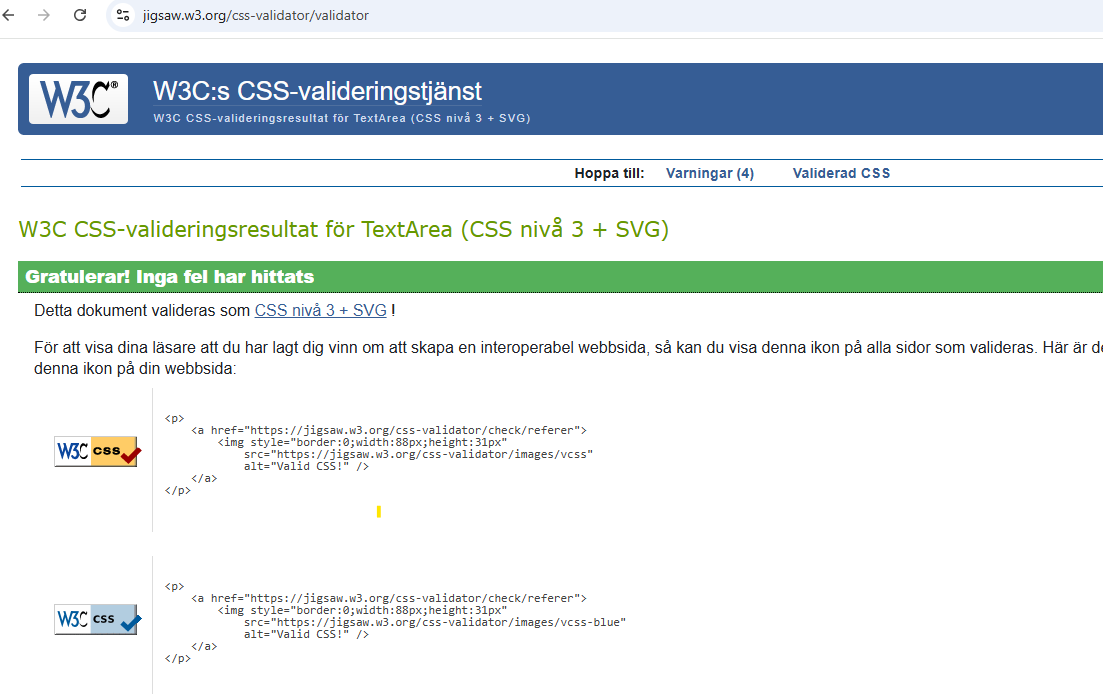 jigsaw.w3.org/css-validator/validator
W3C®
W3C:s CSS-valideringstjänst
W3C CSS-valideringsresultat för TextArea (CSS nivå 3 + SVG)
Hoppa till: Varningar (4) Validerad CSS
W3C CSS-valideringsresultat för TextArea (CSS nivå 3 + SVG)
Gratulerar! Inga fel har hittats
Detta dokument valideras som CSS nivå 3 + SVG !
För att visa dina läsare att du har lagt dig vinn om att skapa en interoperabel webbsida, så kan du visa denna ikon på alla sidor som valideras. Här är
denna ikon på din webbsida:
W3C css
<p>
    <a href="https://jigsaw.w3.org/css-validator/check/referer">
        <img style="border:0;width:88px;height:31px"
            src="https://jigsaw.w3.org/css-validator/images/vcss"
            alt="Valid CSS!" />
    </a>
</p>
W3C css
<p>
    <a href="https://jigsaw.w3.org/css-validator/check/referer">
        <img style="border:0;width:88px;height:31px"
            src="https://jigsaw.w3.org/css-validator/images/vcss-blue"
            alt="Valid CSS!" />
    </a>
</p>